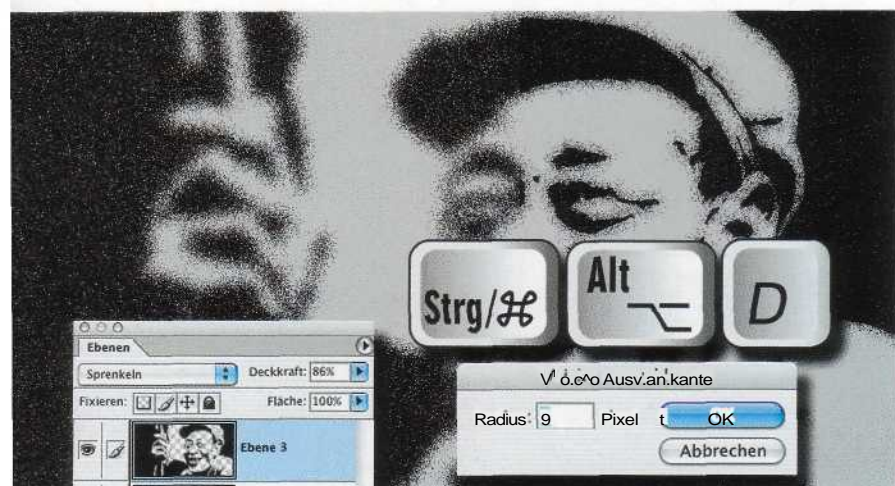 Strg/⌘
Alt
D
Ebenen
Sprenkeln Deckkraft: 86%
Fixieren: Fläche: 100%
Ebene 3
Radius: 9 Pixel OK
Abbrechen